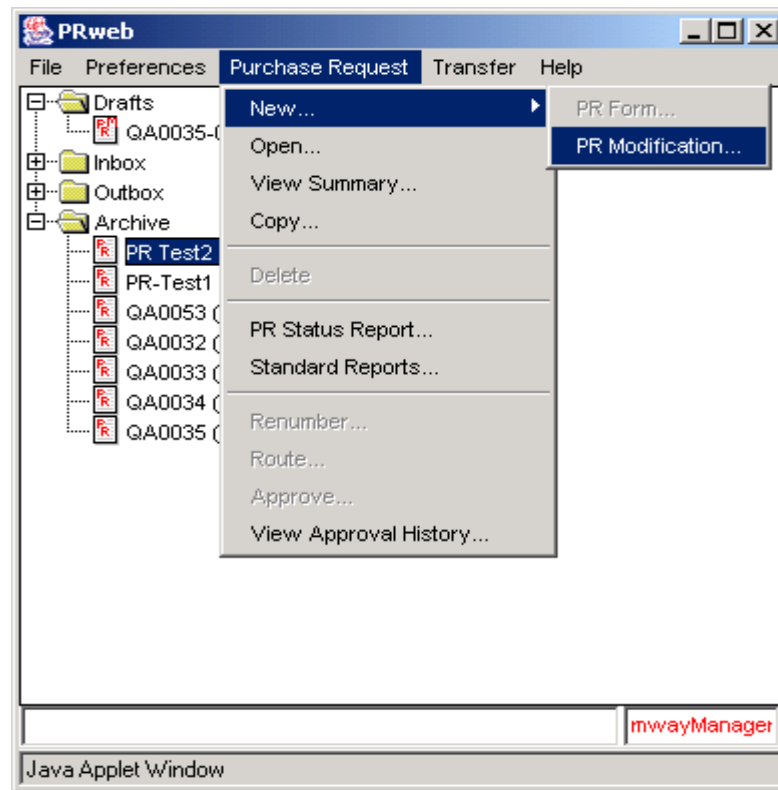 PRweb
File Preferences Purchase Request Transfer Help
Drafts
QA0035-0
Inbox
Outbox
Archive
PR Test2
PR-Test1
QA0053 (
QA0032 (
QA0033 (
QA0034 (
QA0035 (
New...
Open...
View Summary...
Copy...
Delete
PR Status Report...
Standard Reports...
Renumber...
Route...
Approve...
View Approval History...
PR Form...
PR Modification...
mwayManager
Java Applet Window